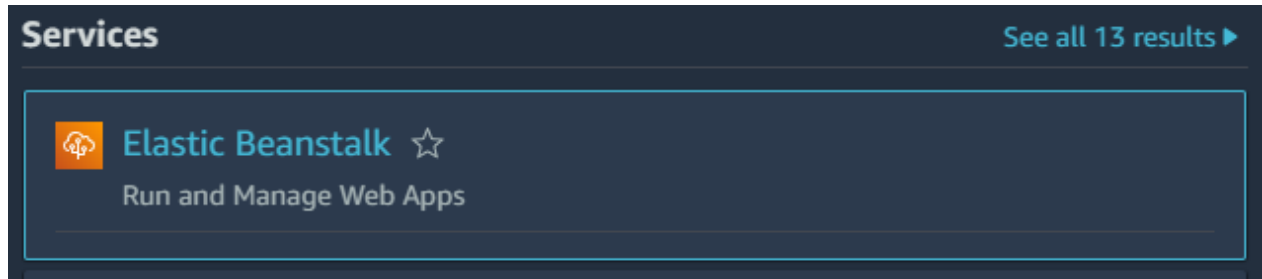 Services
See all 13 results
Elastic Beanstalk
Run and Manage Web Apps